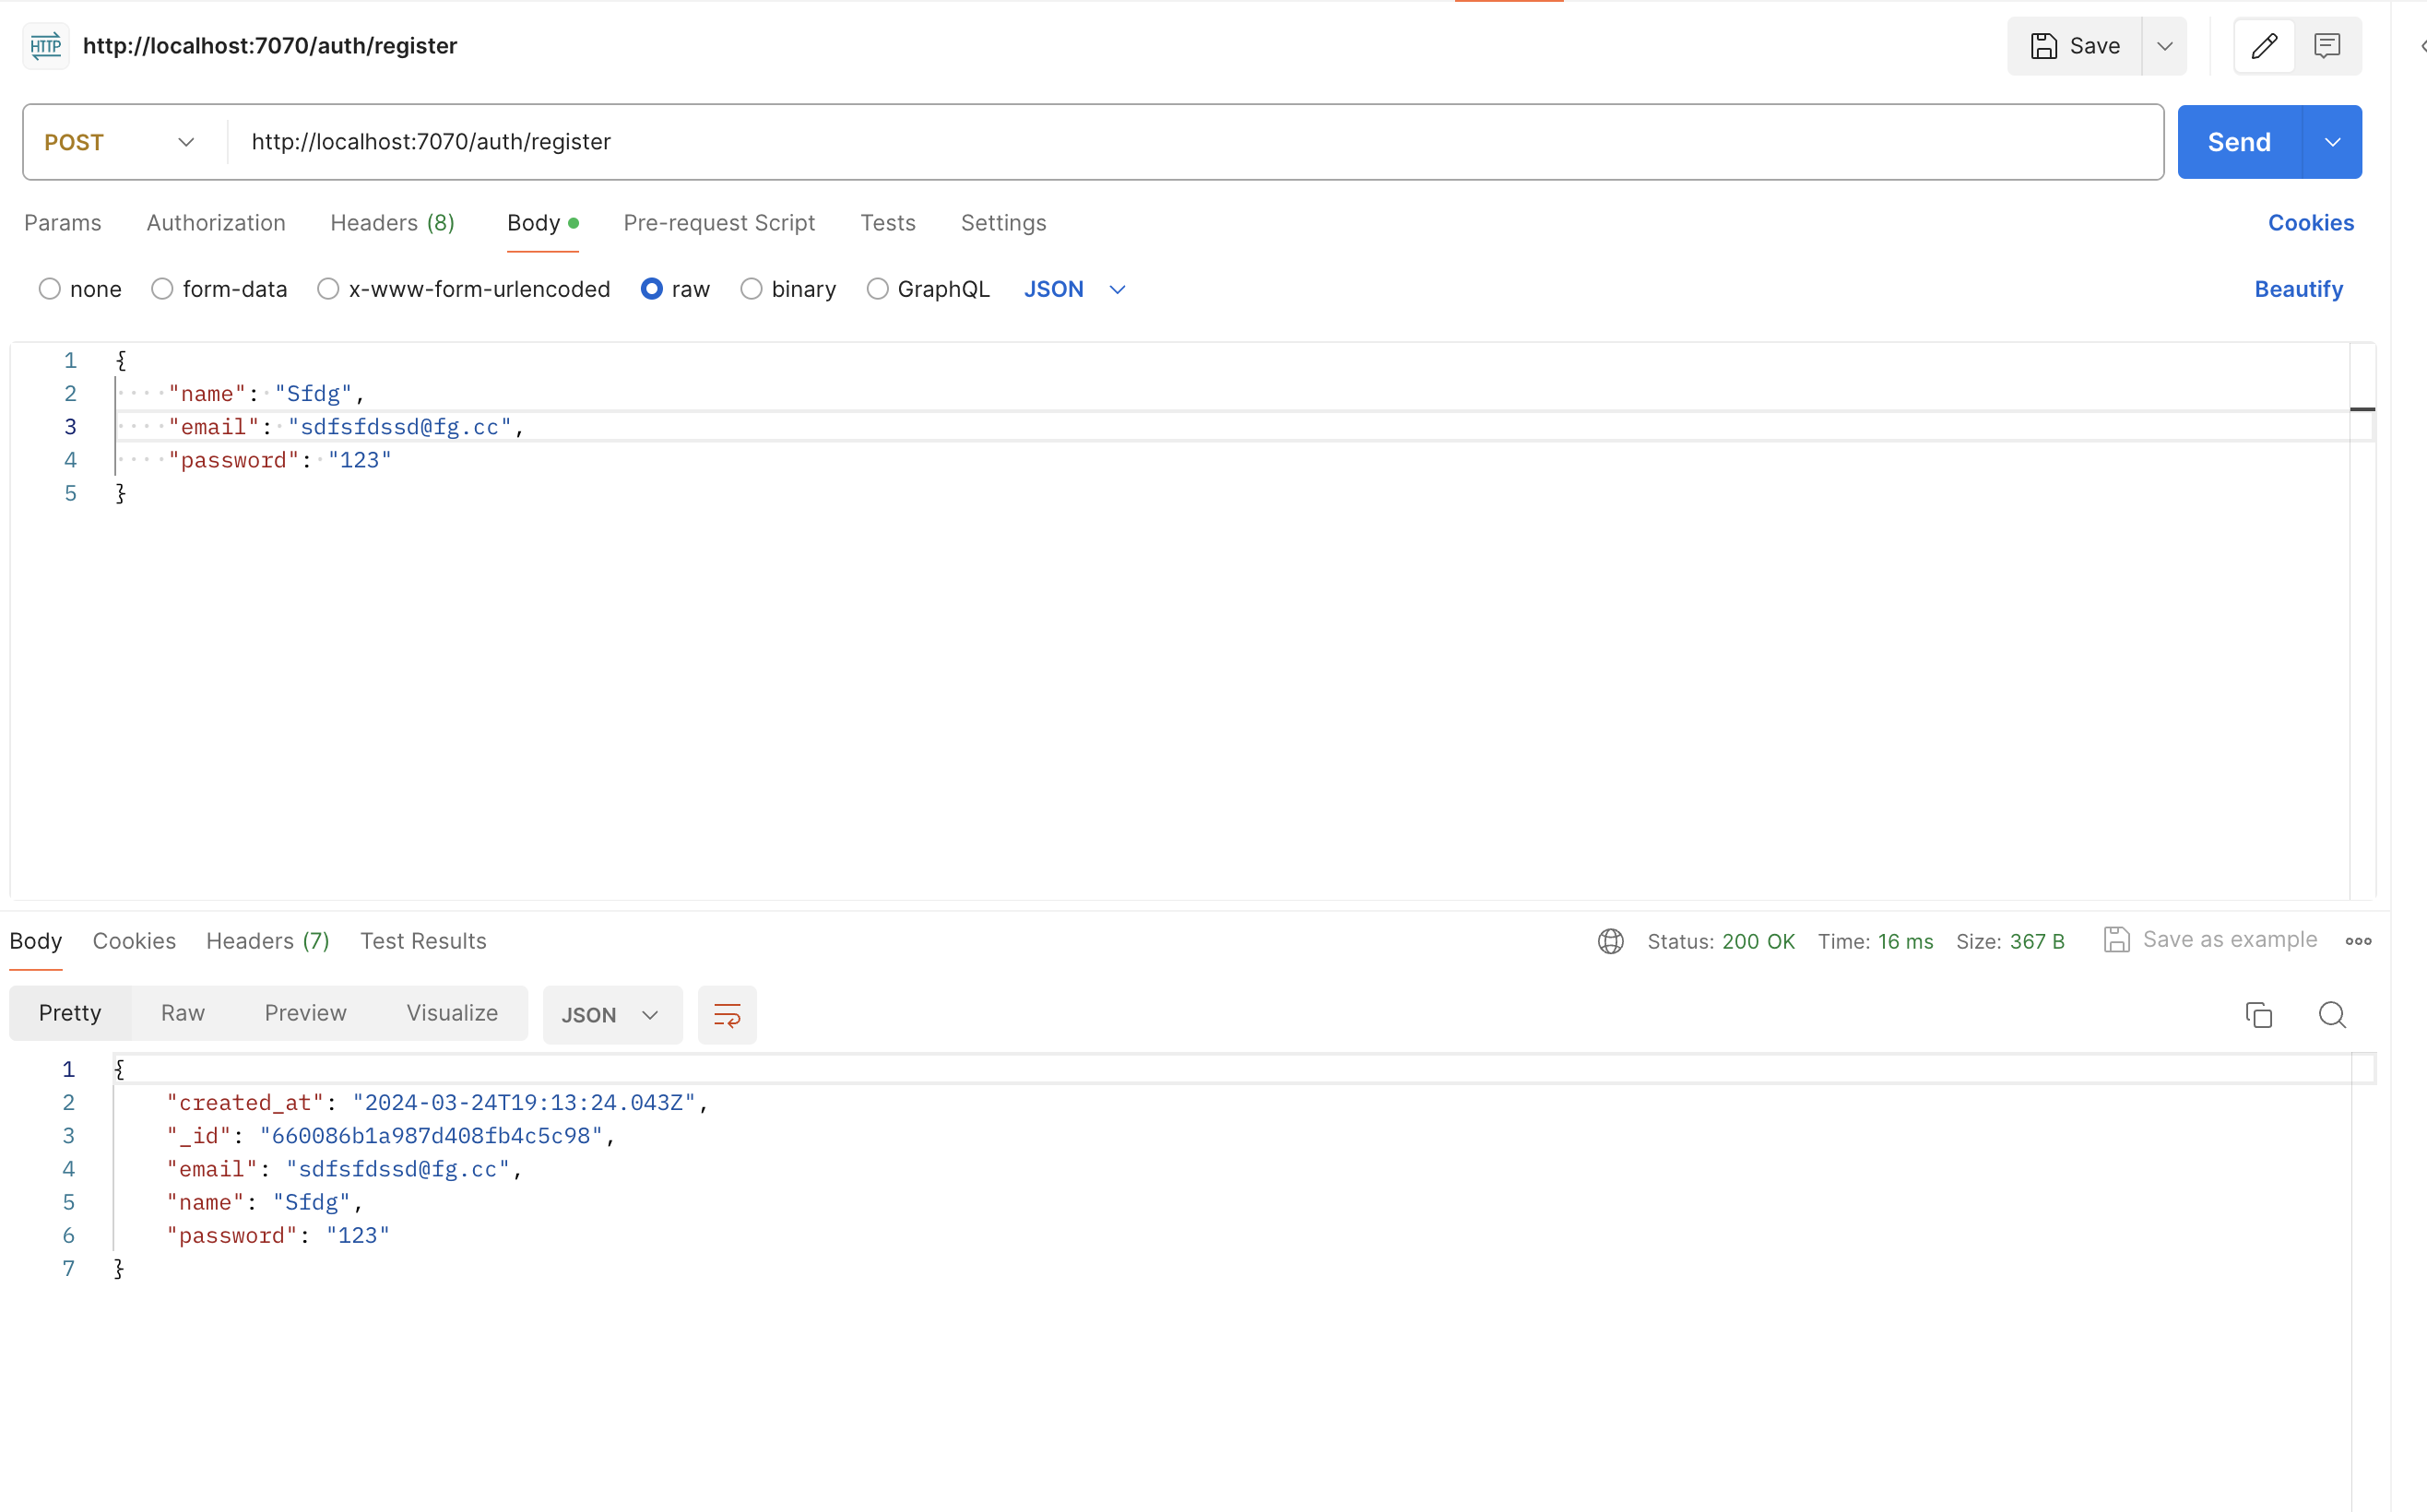 HTTP http://localhost:7070/auth/register Save
POST http://localhost:7070/auth/register Send
Params Authorization Headers (8) Body Pre-request Script Tests Settings Cookies
none form-data x-www-form-urlencoded raw binary GraphQL JSON Beautify
1 {
2 ····"name":·"Sfdg",
3 ····"email":·"sdfsfdssd@fg.cc",
4 ····"password":·"123"
5 }
Body Cookies Headers (7) Test Results Status: 200 OK Time: 16 ms Size: 367 B Save as example
Pretty Raw Preview Visualize JSON
1 {
2 "created_at": "2024-03-24T19:13:24.043Z",
3 "_id": "660086b1a987d408fb4c5c98",
4 "email": "sdfsfdssd@fg.cc",
5 "name": "Sfdg",
6 "password": "123"
7 }